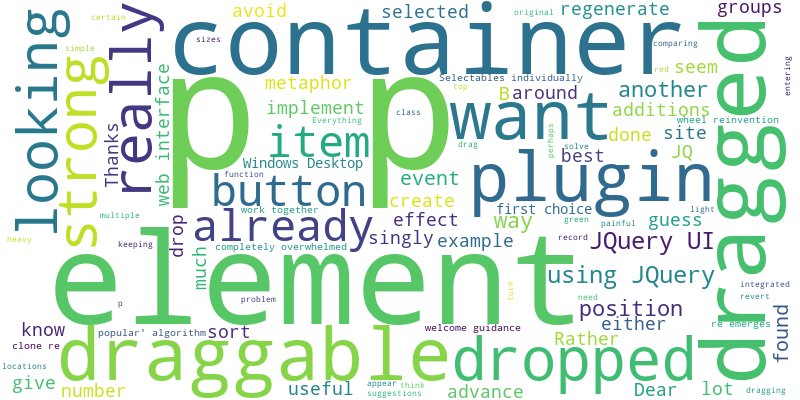 certain
avoid
selected
original
regenerate
groups
simple
sizes
container
comparing
looking
strong
really
Thanks
web interface
p p
metaphor
Selectables individually
red
seem
entering
dragged
implement
Everything
class
top
want
B
around
another
additions
wheel reinvention
item
drag
perhaps
solve
done
site
Windows Desktop
function
event
plugin
best
JQ
button
create
first choice
multiple
work together
already
effect
way
green
painful
guess
light
heavy
keeping
drop
completely overwhelmed
singly
example
record
JQuery UI
much
element
problem
turn
need
using JQuery
integrated
revert
p
position
know
popular' algorithm
sort
welcome guidance
either
re emerges
found
clone re
draggable
dropped
Rather
locations
give
number
useful
appear
think
suggestions
advance
Dear
lot
dragging